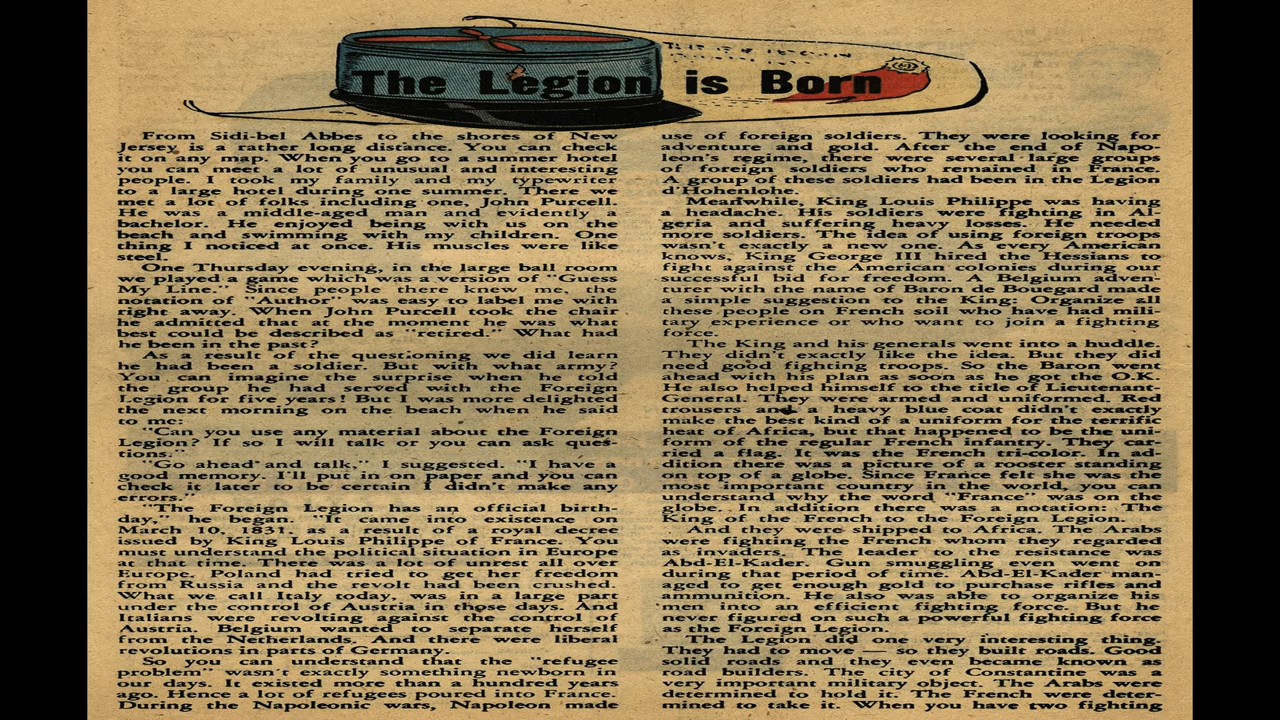 The Legion is Born
From Sidi-bel Abbes to the shores of New
Jersey is a rather long distance. You can check
it on any map. When you go to a summer hotel
you can meet a lot of unusual and interesting
people. I took my family and my typewriter
to a large hotel during one summer. There we
met a lot of folks including one, John Purcell.
He was a middle-aged man and evidently a
bachelor. He enjoyed being with us on the
beach and swimming with my children. One
thing I noticed at once. His muscles were like
steel.
One Thursday evening, in the large ball room
we played a game which was a version of "Guess
My Line." Since people there knew me, the
notation of "Author" was easy to label me with
right away. When John Purcell took the chair
he admitted that at the moment he was what
best could be described as "retired." What had
he been in the past?
As a result of the questioning we did learn
he had been a soldier. But with what army?
You can imagine the surprise when he told
the group he had served with the Foreign
Legion for five years! But I was more delighted
the next morning on the beach when he said
to me:
"Can you use any material about the Foreign
Legion? If so I will talk or you can ask ques-
tions."
"Go ahead and talk," I suggested. "I have a
good memory. I'll put in on paper and you can
check it later to be certain I didn't make any
errors."
"The Foreign Legion has an official birth-
day," he began. "It came into existence on
March 10, 1831, as a result of a royal decree
issued by King Louis Philippe of France. You
must understand the political situation in Europe
at that time. There was a lot of unrest all over
Europe. Poland had tried to get her freedom
from Russia and the revolt had been crushed.
What we call Italy today, was in a large part
under the control of Austria in those days. And
Italians were revolting against the control of
Austria. Belgium wanted to separate herself
from the Netherlands. And there were liberal
revolutions in parts of Germany.
So you can understand that the "refugee
problem" wasn't exactly something newborn in
our days. It existed more than a hundred years
ago. Hence a lot of refugees poured into France.
During the Napoleonic wars, Napoleon made
use of foreign soldiers. They were looking for
adventure and gold. After the end of Napo-
leon's regime, there were several large groups
of foreign soldiers who remained in France.
A group of these soldiers had been in the Legion
d'Hohenlohe.
Meanwhile, King Louis Philippe was having
a headache. His soldiers were fighting in Al-
geria and suffering heavy losses. He needed
more soldiers. The idea of using foreign troops
wasn't exactly a new one. As every American
knows, King George III hired the Hessians to
fight against the American colonies during our
successful bid for freedom. A Belgium adven-
turer with the name of Baron de Bouegard made
a simple suggestion to the King: Organize all
these people on French soil who have had mili-
tary experience or who want to join a fighting
force.
The King and his generals went into a huddle.
They didn't exactly like the idea. But they did
need good fighting troops. So the Baron went
ahead with his plan as soon as he got the O.K.
He also helped himself to the title of Lieutenant-
General. They were armed and uniformed. Red
trousers and a heavy blue coat didn't exactly
make the best kind of a uniform for the terrific
heat of Africa, but that happened to be the uni-
form of the regular French infantry. They car-
ried a flag. It was the French tri-color. In ad-
dition there was a picture of a rooster standing
on top of a globe. Since France felt she was the
most important country in the world, you can
understand why the word "France" was on the
globe. In addition there was a notation: The
King of the French to the Foreign Legion.
And they were shipped to Africa. The Arabs
were fighting the French whom they regarded
as invaders. The leader to the resistance was
Abd-El-Kader. Gun smuggling even went on
during that period of time. Abd-El-Kader man-
aged to get enough gold to purchase rifles and
ammunition. He also was able to organize his
men into an efficient fighting force. But he
never figured on such a powerful fighting force
as the Foreign Legion.
The Legion did one very interesting thing.
They had to move — so they built roads. Good
solid roads and they even became known as
road builders. The city of Constantine was a
very important military object. The Arabs were
determined to hold it. The French were deter-
mined to take it. When you have two fighting